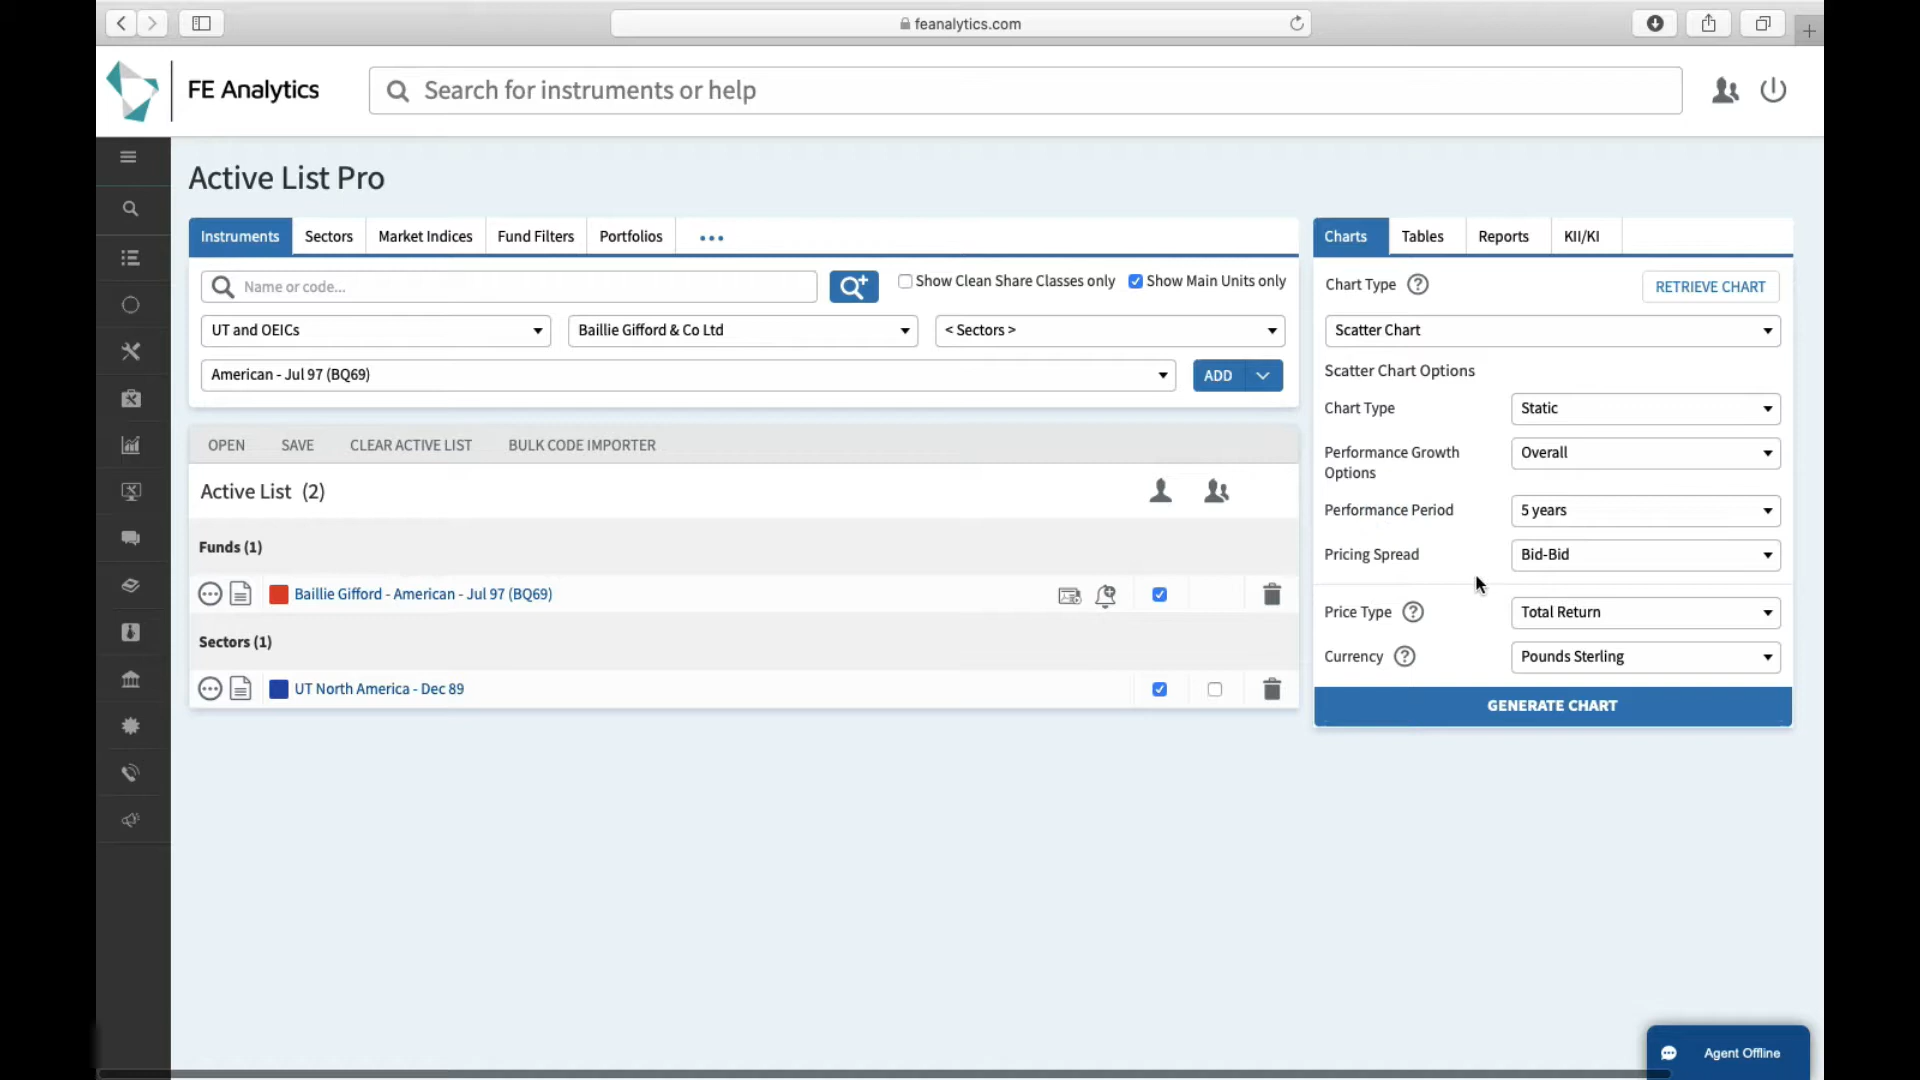 feanalytics.com
FE Analytics
Search for instruments or help
Active List Pro
Instruments Sectors Market Indices Fund Filters Portfolios
Name or code...
Show Clean Share Classes only Show Main Units only
UT and OEICs Baillie Gifford & Co Ltd < Sectors >
American - Jul 97 (BQ69) ADD
OPEN SAVE CLEAR ACTIVE LIST BULK CODE IMPORTER
Active List (2)
Funds (1)
Baillie Gifford - American - Jul 97 (BQ69)
Sectors (1)
UT North America - Dec 89
Charts Tables Reports KII/KI
Chart Type ? RETRIEVE CHART
Scatter Chart
Scatter Chart Options
Chart Type Static
Performance Growth Options Overall
Performance Period 5 years
Pricing Spread Bid-Bid
Price Type ? Total Return
Currency ? Pounds Sterling
GENERATE CHART
Agent Offline